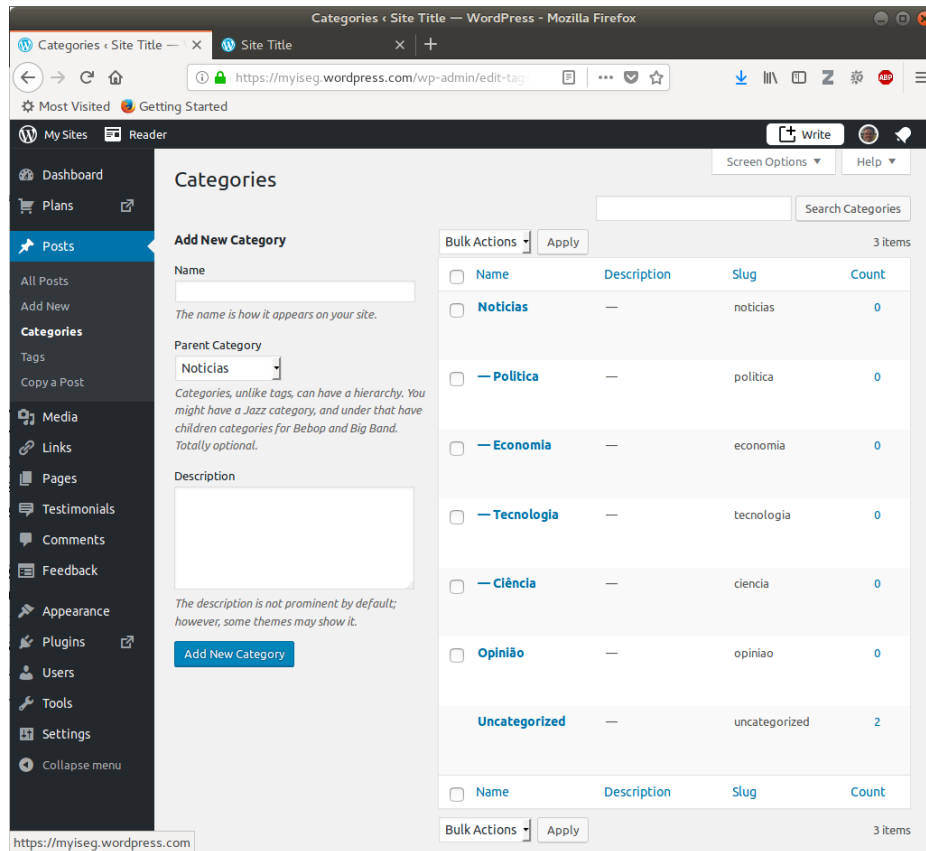 Categories ‹ Site Title — WordPress - Mozilla Firefox
Categories ‹ Site Title —
Site Title
https://myiseg.wordpress.com/wp-admin/edit-tag
Most Visited
Getting Started
My Sites
Reader
Write
Screen Options
Help
Dashboard
Plans
Posts
All Posts
Add New
Categories
Tags
Copy a Post
Media
Links
Pages
Testimonials
Comments
Feedback
Appearance
Plugins
Users
Tools
Settings
Collapse menu
Categories
Search Categories
Add New Category
Name
The name is how it appears on your site.
Parent Category
Noticias
Categories, unlike tags, can have a hierarchy. You
might have a Jazz category, and under that have
children categories for Bebop and Big Band.
Totally optional.
Description
The description is not prominent by default;
however, some themes may show it.
Add New Category
Bulk Actions Apply 3 items
Name Description Slug Count
Noticias — noticias 0
— Politica — politica 0
— Economia — economia 0
— Tecnologia — tecnologia 0
— Ciência — ciencia 0
Opinião — opiniao 0
Uncategorized — uncategorized 2
Name Description Slug Count
Bulk Actions Apply 3 items
https://myiseg.wordpress.com
ABP